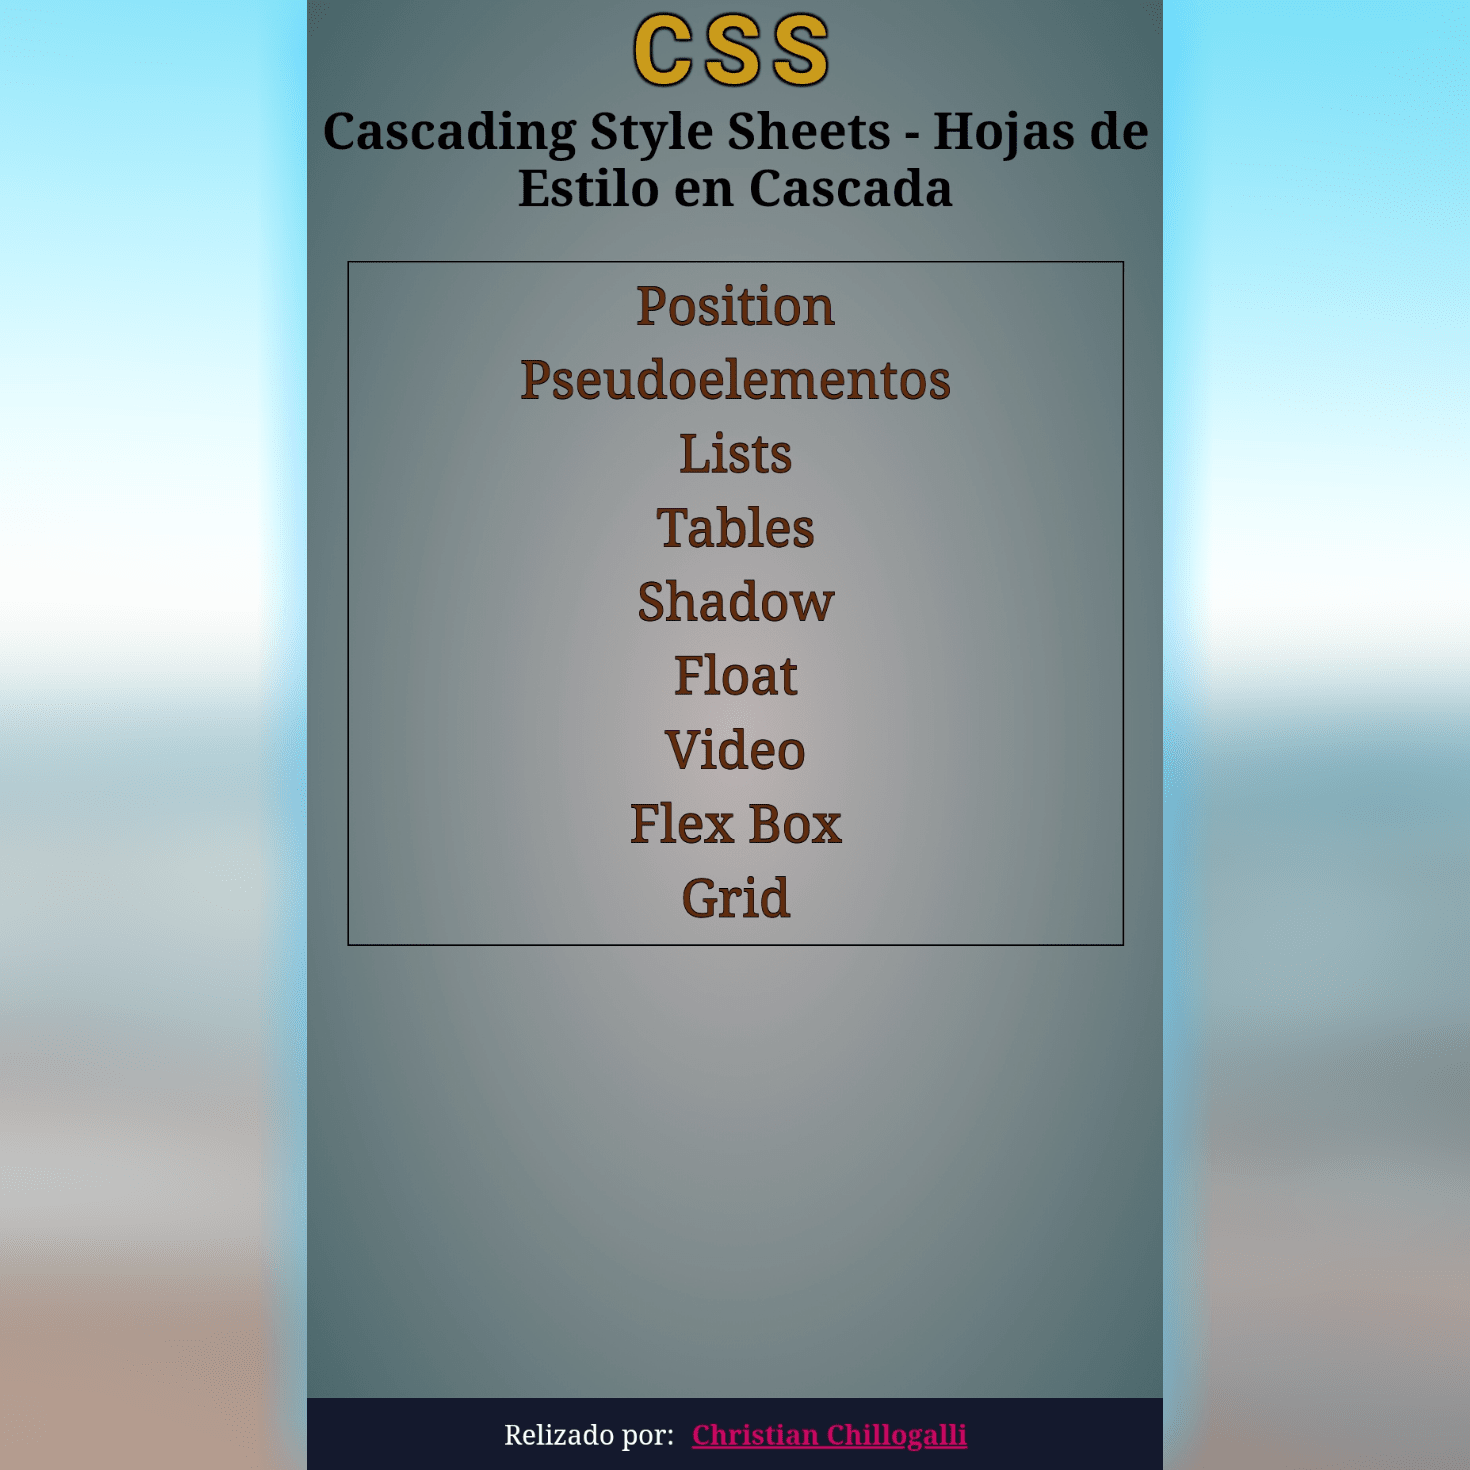 CSS
Cascading Style Sheets - Hojas de
Estilo en Cascada
Position
Pseudoelementos
Lists
Tables
Shadow
Float
Video
Flex Box
Grid
Relizado por: Christian Chillogalli